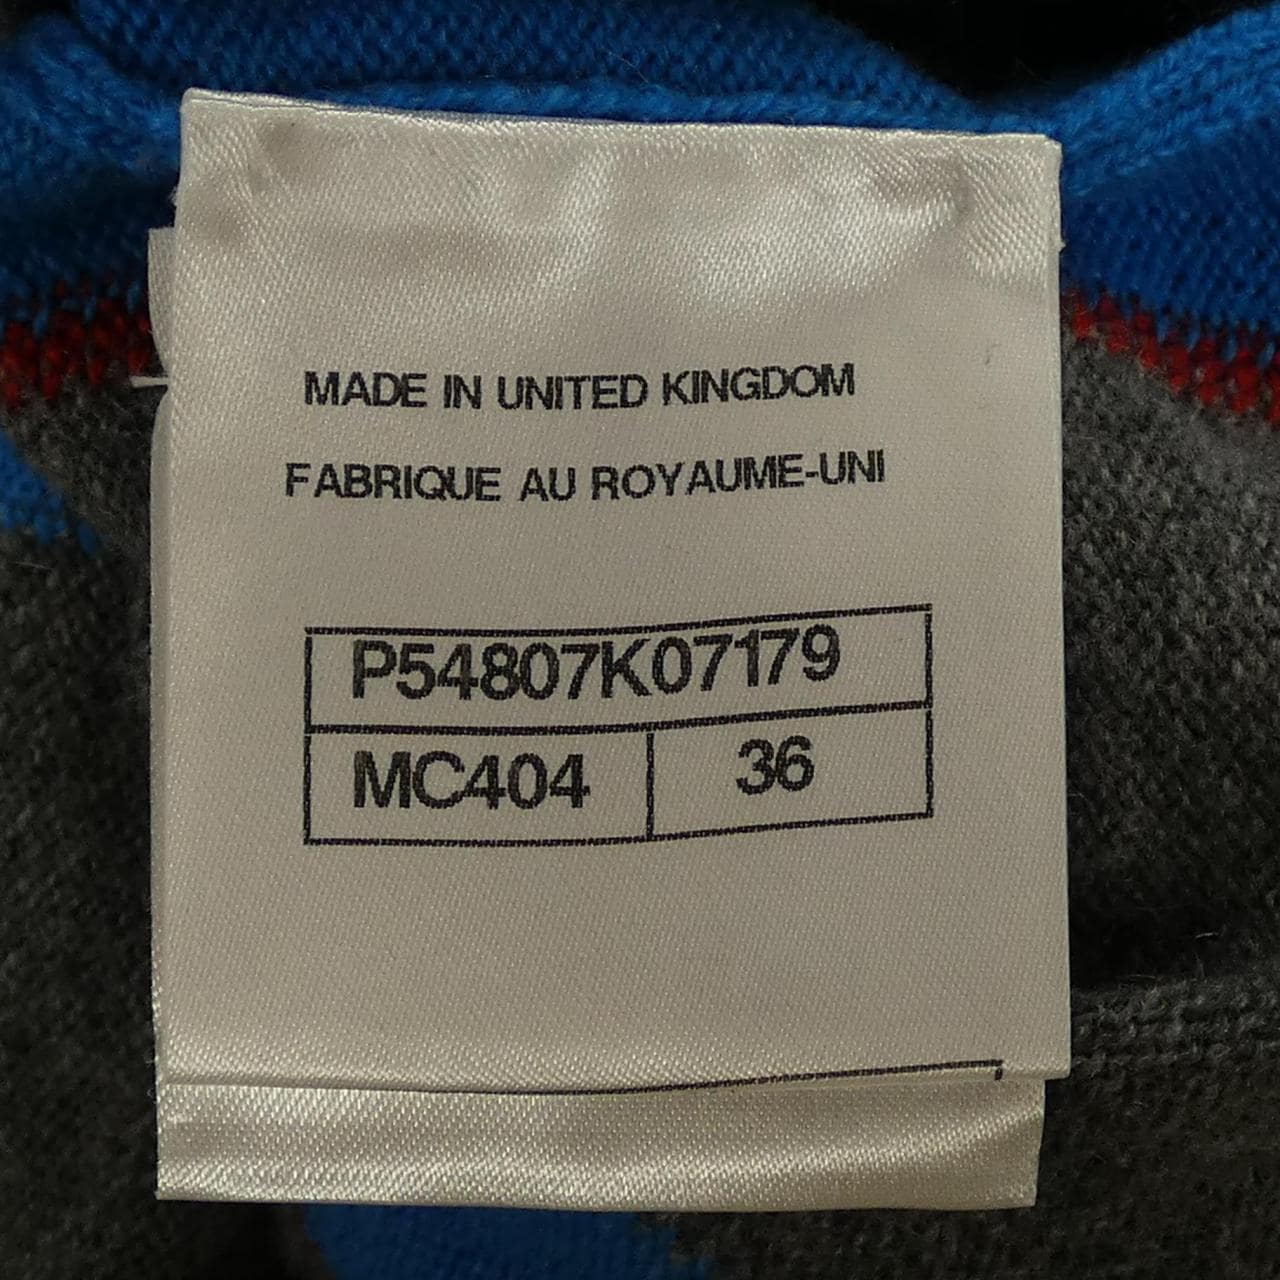 MADE IN UNITED KINGDOM
FABRIQUE AU ROYAUME-UNI
P54807K07179
MC404 36